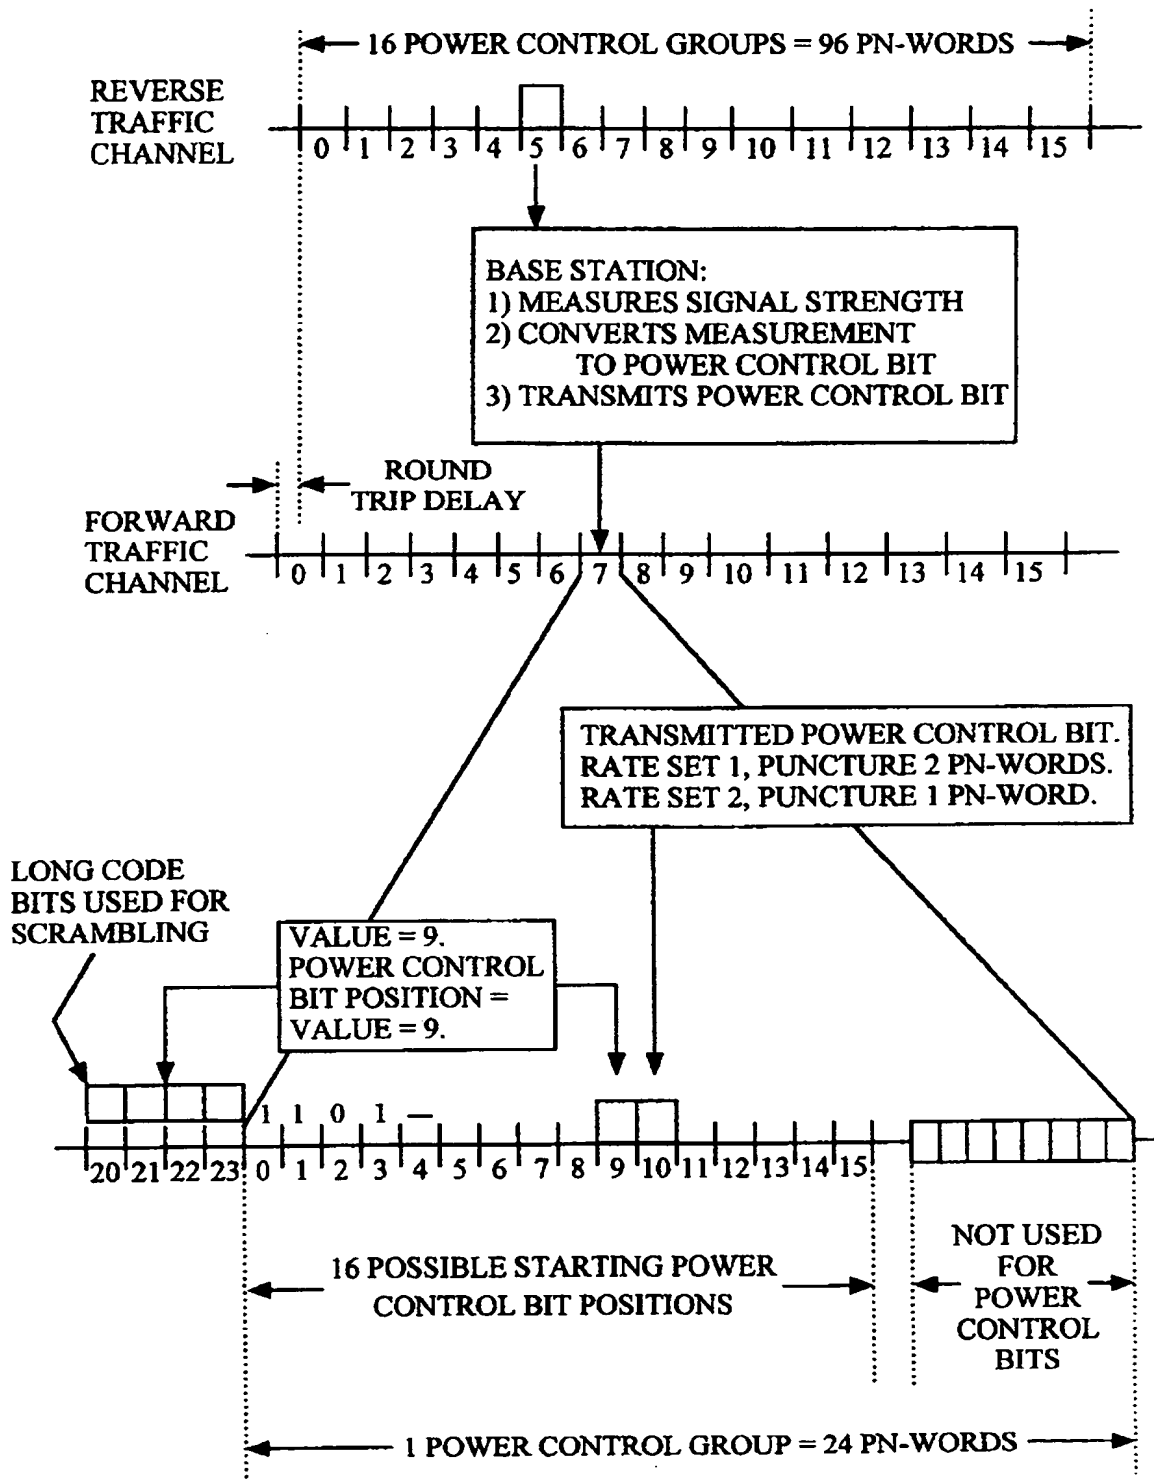 16 POWER CONTROL GROUPS = 96 PN-WORDS
REVERSE
TRAFFIC
CHANNEL
0 1 2 3 4 5 6 7 8 9 10 11 12 13 14 15
BASE STATION:
1) MEASURES SIGNAL STRENGTH
2) CONVERTS MEASUREMENT
TO POWER CONTROL BIT
3) TRANSMITS POWER CONTROL BIT
ROUND
TRIP DELAY
FORWARD
TRAFFIC
CHANNEL
0 1 2 3 4 5 6 7 8 9 10 11 12 13 14 15
TRANSMITTED POWER CONTROL BIT.
RATE SET 1, PUNCTURE 2 PN-WORDS.
RATE SET 2, PUNCTURE 1 PN-WORD.
LONG CODE
BITS USED FOR
SCRAMBLING
VALUE = 9.
POWER CONTROL
BIT POSITION =
VALUE = 9.
1 1 0 1 —
20 21 22 23 0 1 2 3 4 5 6 7 8 9 10 11 12 13 14 15
16 POSSIBLE STARTING POWER
CONTROL BIT POSITIONS
NOT USED
FOR
POWER
CONTROL
BITS
1 POWER CONTROL GROUP = 24 PN-WORDS